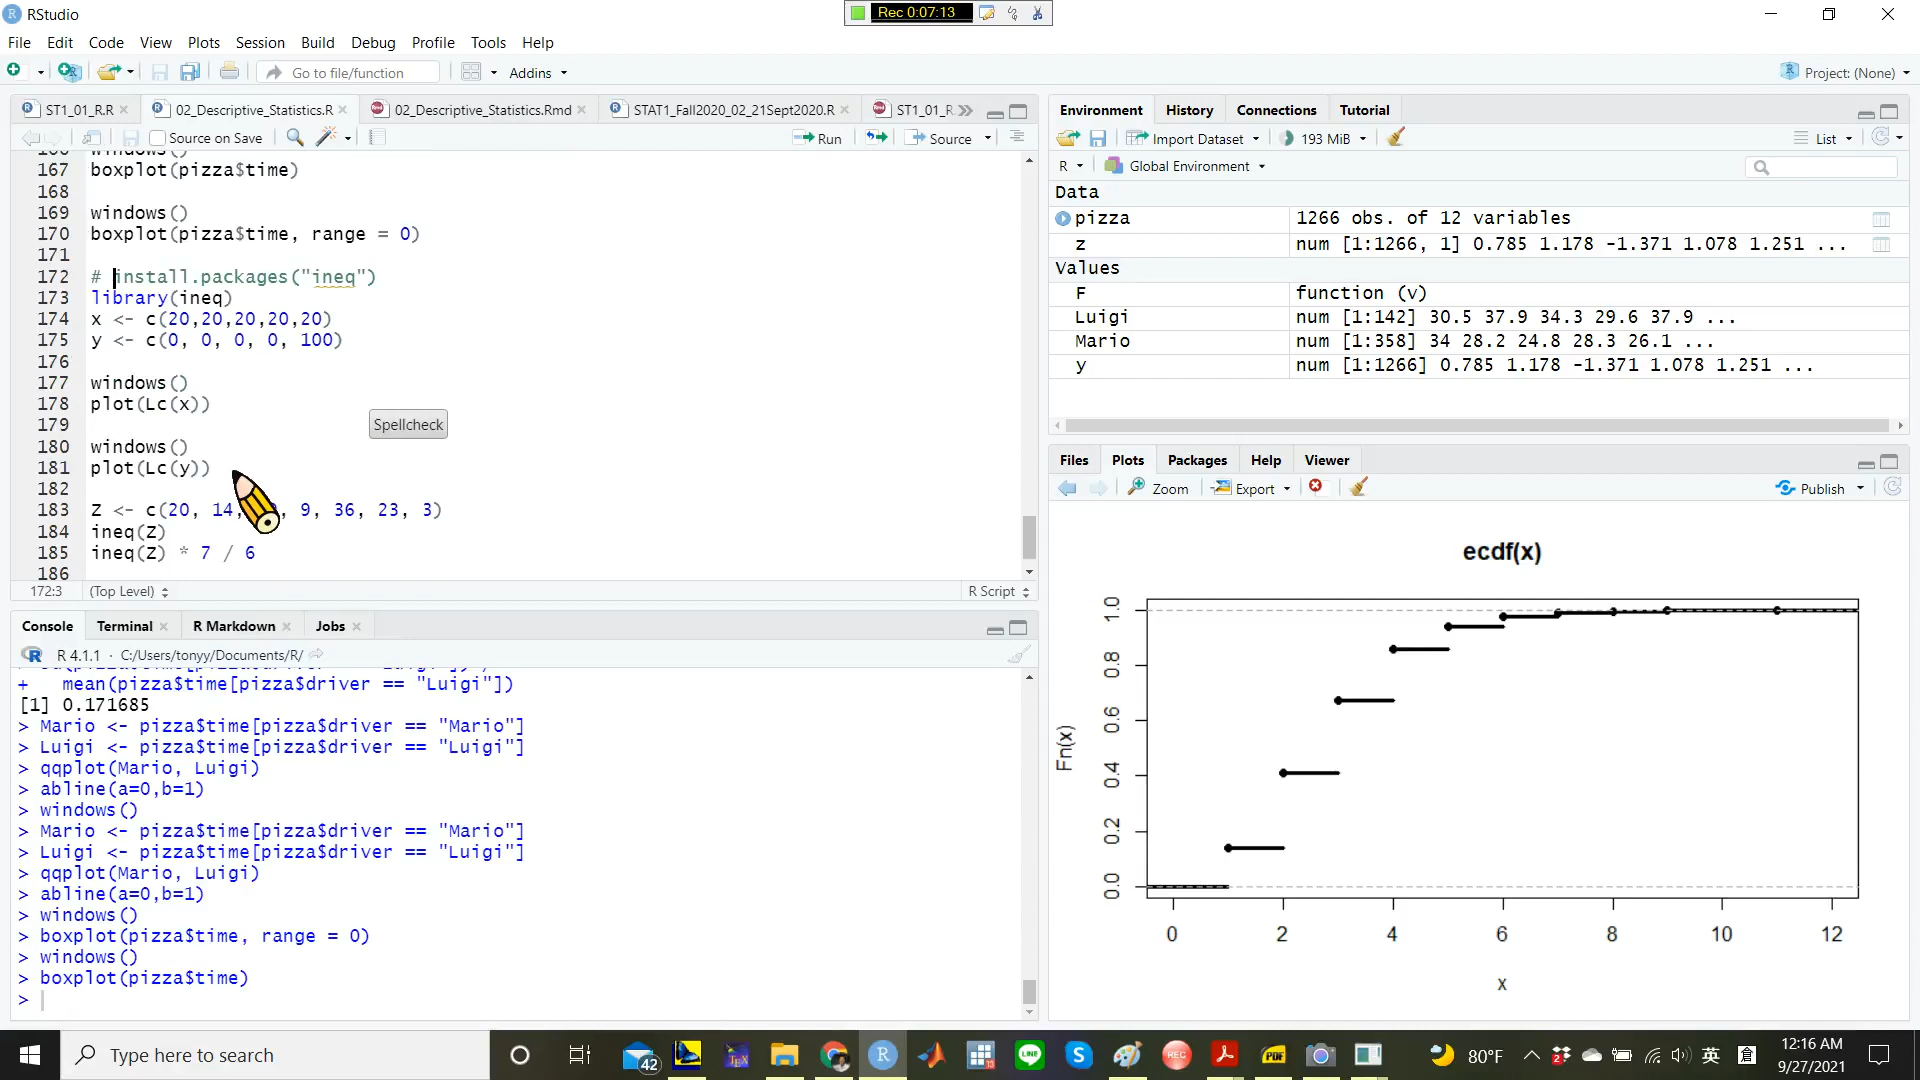 RStudio
Rec 0:07:13
File Edit Code View Plots Session Build Debug Profile Tools Help
Go to file/function
Addins
Project: (None)
ST1_01_R.R
02_Descriptive_Statistics.R
02_Descriptive_Statistics.Rmd
STAT1_Fall2020_02_21Sept2020.R
ST1_01_R
Source on Save
Run
Source
166 windows()
167 boxplot(pizza$time)
168
169 windows()
170 boxplot(pizza$time, range = 0)
171
172 # install.packages("ineq")
173 library(ineq)
174 x <- c(20,20,20,20,20)
175 y <- c(0, 0, 0, 0, 100)
176
177 windows()
178 plot(Lc(x))
179
180 windows()
181 plot(Lc(y))
182
183 Z <- c(20, 14, 9, 36, 23, 3)
184 ineq(Z)
185 ineq(Z) * 7 / 6
186
Spellcheck
172:3 (Top Level) R Script
Console Terminal R Markdown Jobs
R 4.1.1 · C:/Users/tonyy/Documents/R/
+ mean(pizza$time[pizza$driver == "Luigi"])
[1] 0.171685
> Mario <- pizza$time[pizza$driver == "Mario"]
> Luigi <- pizza$time[pizza$driver == "Luigi"]
> qqplot(Mario, Luigi)
> abline(a=0,b=1)
> windows()
> Mario <- pizza$time[pizza$driver == "Mario"]
> Luigi <- pizza$time[pizza$driver == "Luigi"]
> qqplot(Mario, Luigi)
> abline(a=0,b=1)
> windows()
> boxplot(pizza$time, range = 0)
> windows()
> boxplot(pizza$time)
>
Environment History Connections Tutorial
Import Dataset 193 MiB List
R Global Environment
Data
pizza 1266 obs. of 12 variables
z num [1:1266, 1] 0.785 1.178 -1.371 1.078 1.251 ...
Values
F function (v)
Luigi num [1:142] 30.5 37.9 34.3 29.6 37.9 ...
Mario num [1:358] 34 28.2 24.8 28.3 26.1 ...
y num [1:1266] 0.785 1.178 -1.371 1.078 1.251 ...
Files Plots Packages Help Viewer
Zoom Export Publish
ecdf(x)
Fn(x)
1.0
0.8
0.6
0.4
0.2
0.0
0 2 4 6 8 10 12
x
Type here to search
42
LINE
REC
PDF
80°F
英
12:16 AM
9/27/2021